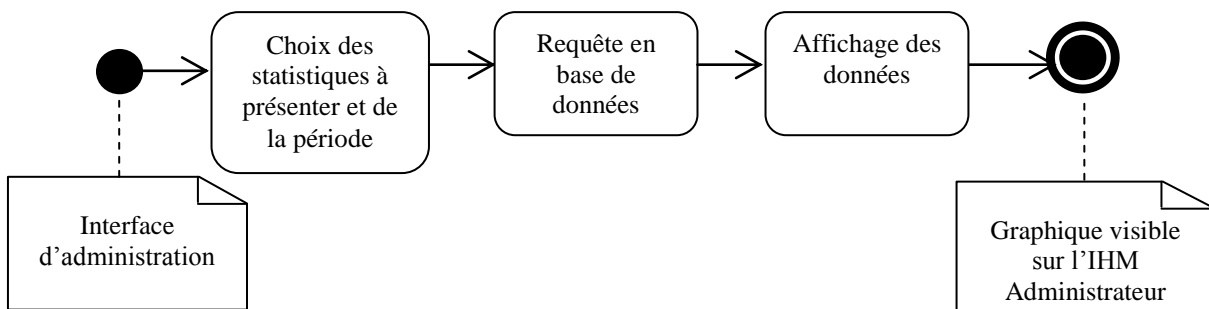 Choix des
statistiques à
présenter et de
la période
Requête en
base de
données
Affichage des
données
Interface
d’administration
Graphique visible
sur l’IHM
Administrateur